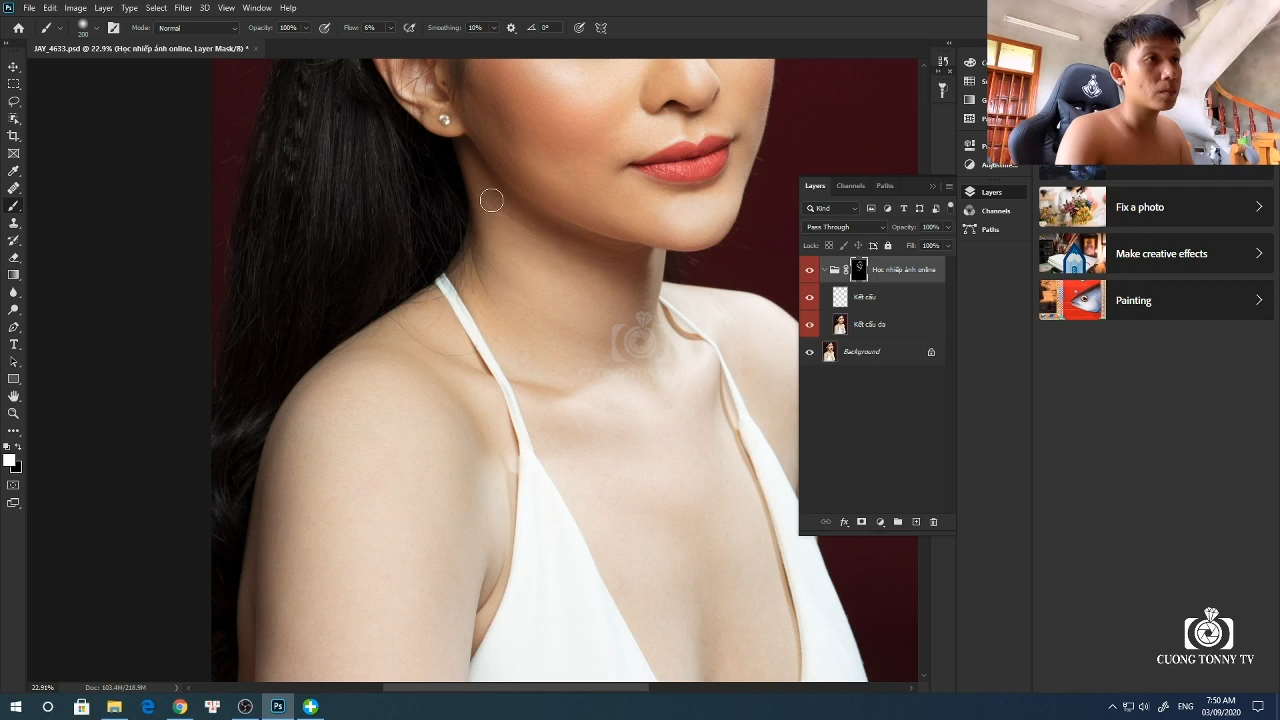 File Edit Image Layer Type Select Filter 3D View Window Help
200 Mode: Normal Opacity: 100% Flow: 6% Smoothing: 10% 0°
JAY_4633.psd @ 22.9% (Học nhiếp ảnh online, Layer Mask/8) *
Layers Channels Paths
Kind
Pass Through Opacity: 100%
Lock: Fill: 100%
Học nhiếp ảnh online
Kết cấu
Kết cấu da
Background
Adjustme...
Layers
Channels
Paths
Fix a photo
Make creative effects
Painting
CUONG TONNY TV
22.91% Doc: 103.4M/218.9M
ENG
7:50 AM
03/09/2020